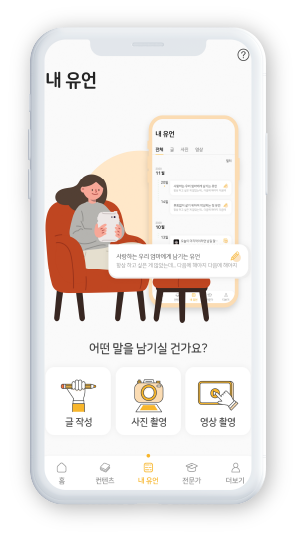 내 유언
내 유언
전체 글 사진 영상
11월
10월
사랑하는 우리 엄마에게 남기는 유언
항상 하고 싶은 게 많았는데.. 다음에 해야지 다음에 해야지
어떤 말을 남기실 건가요?
글 작성
사진 촬영
영상 촬영
홈
컨텐츠
내 유언
전문가
더보기